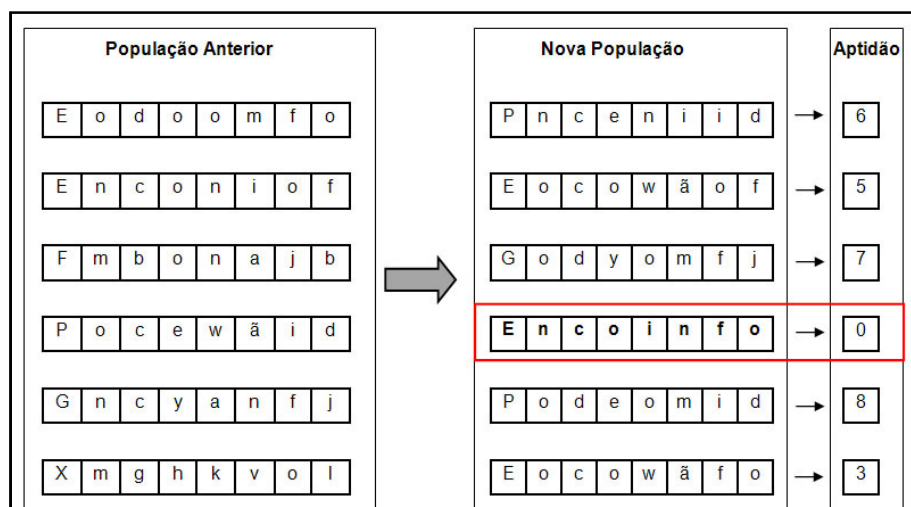 População Anterior Nova População Aptidão
E o d o o m f o P n c e n i i d 6
E n c o n i o f E o c o w ã o f 5
F m b o n a j b G o d y o m f j 7
P o c e w ã i d E n c o i n f o 0
G n c y a n f j P o d e o m i d 8
X m g h k v o l E o c o w ã f o 3